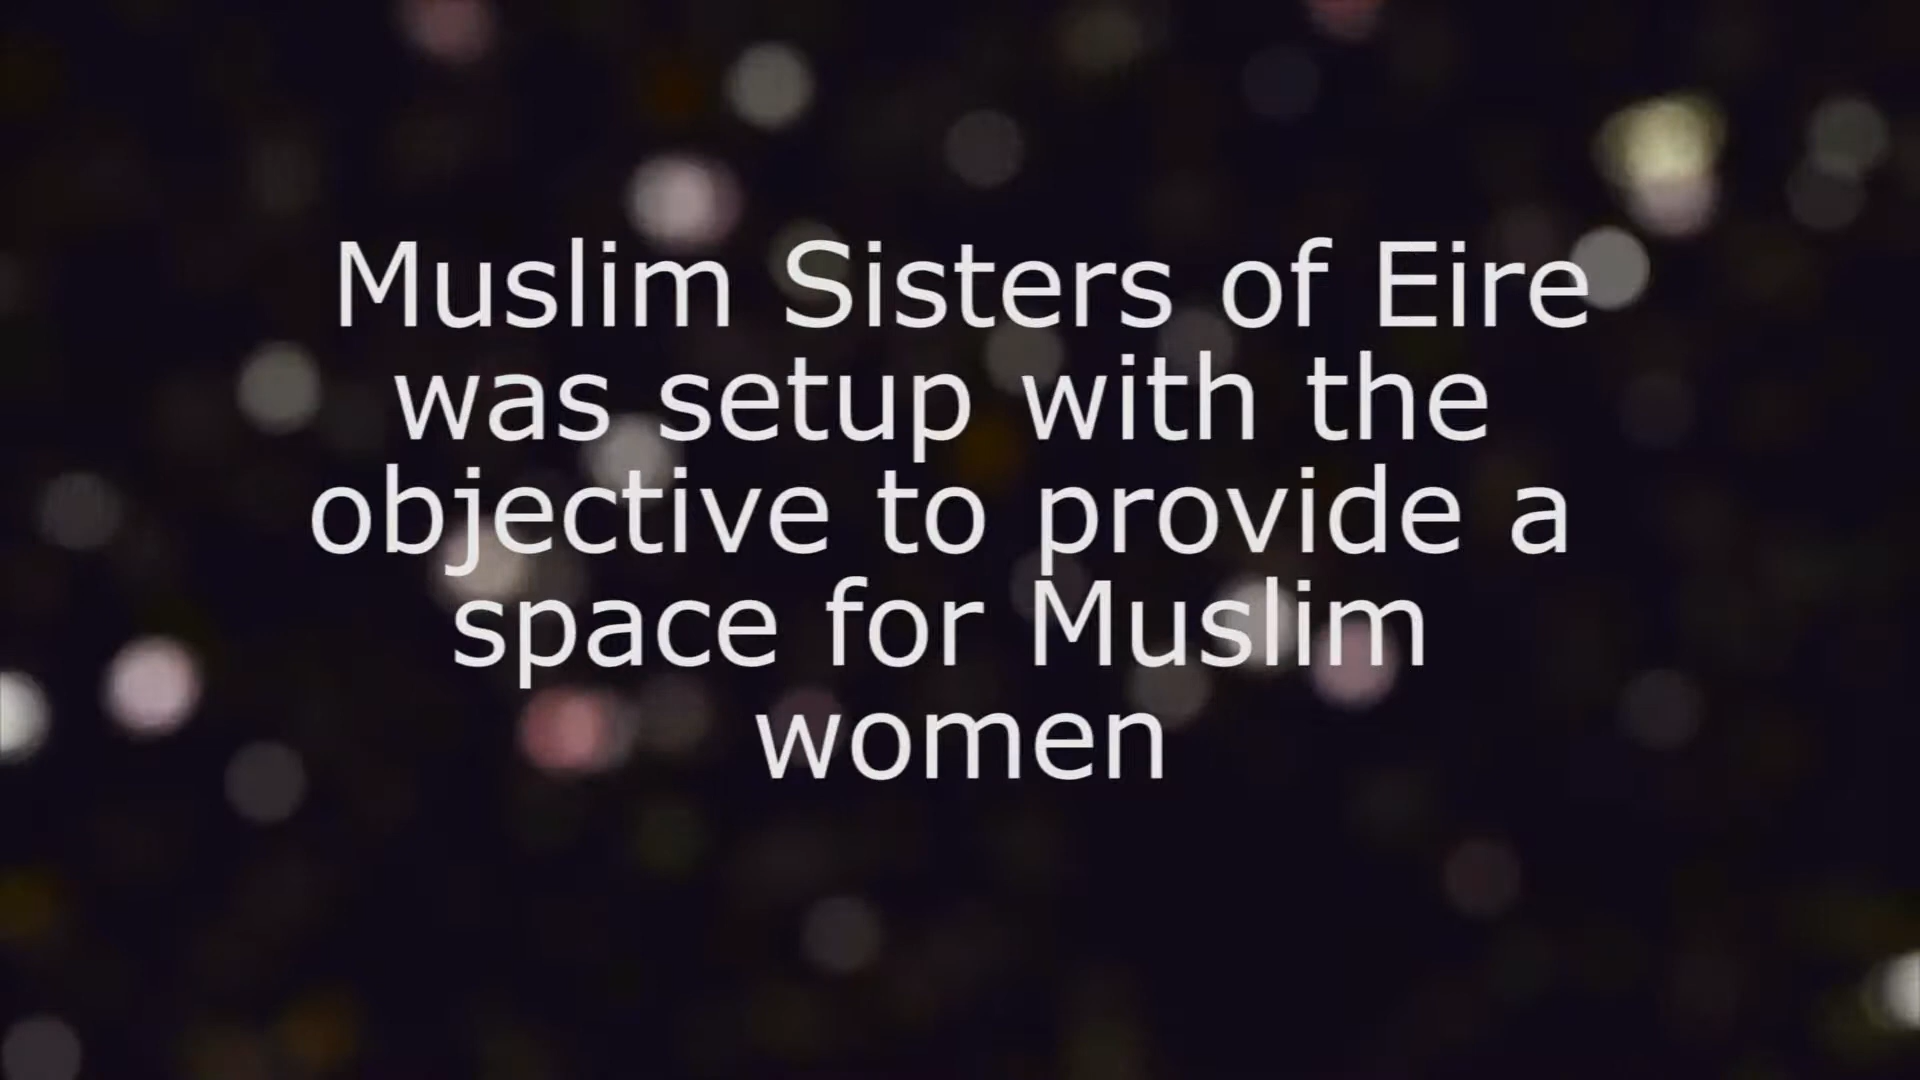 Muslim Sisters of Eire
was setup with the
objective to provide a
space for Muslim
women